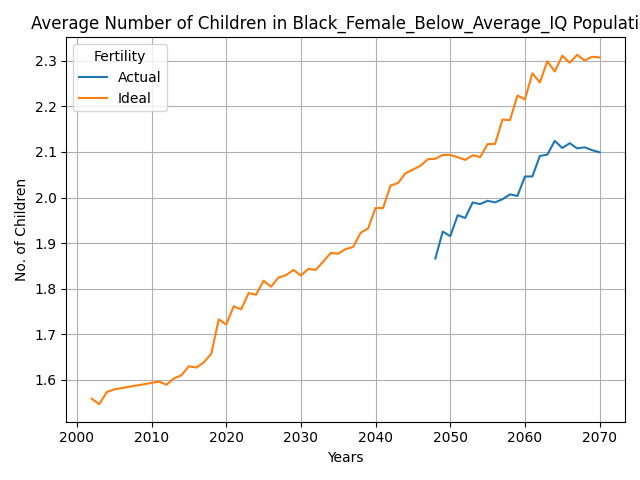 Average Number of Children in Black_Female_Below_Average_IQ Populati
Fertility
Actual
Ideal
No. of Children
2.3
2.2
2.1
2.0
1.9
1.8
1.7
1.6
2000 2010 2020 2030 2040 2050 2060 2070
Years